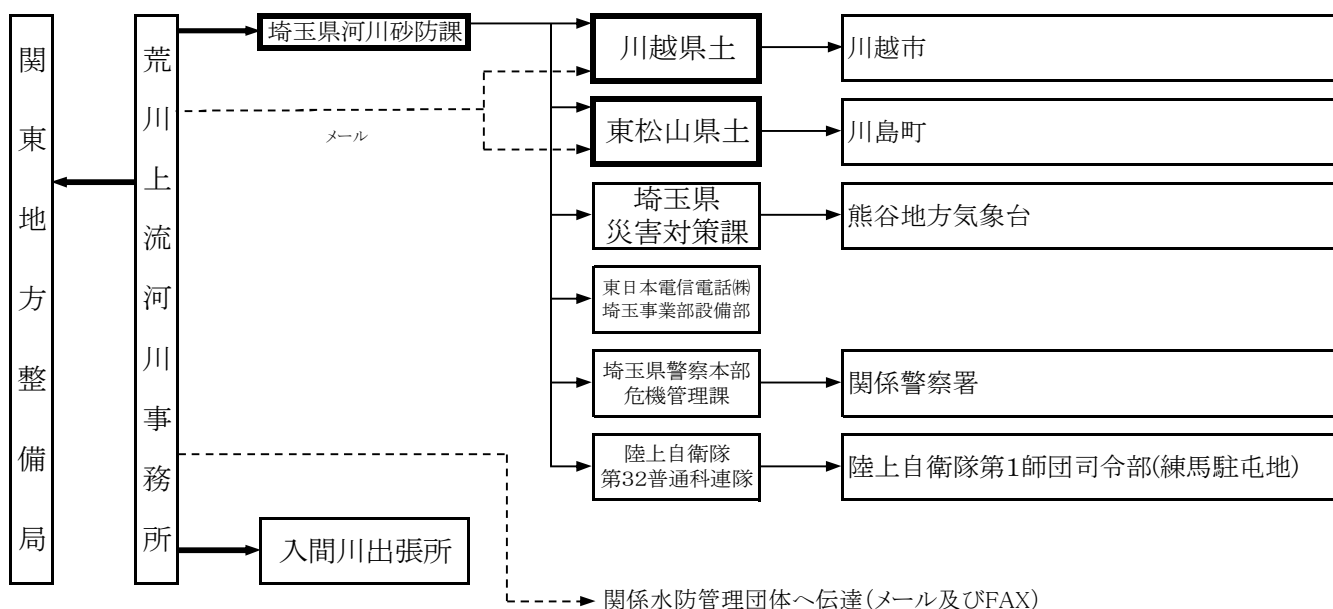 関東地方整備局
荒川上流河川事務所
埼玉県河川砂防課
メール
川越県土
川越市
東松山県土
川島町
埼玉県
災害対策課
熊谷地方気象台
東日本電信電話㈱
埼玉事業部設備部
埼玉県警察本部
危機管理課
関係警察署
陸上自衛隊
第32普通科連隊
陸上自衛隊第1師団司令部(練馬駐屯地)
入間川出張所
関係水防管理団体へ伝達(メール及びFAX)